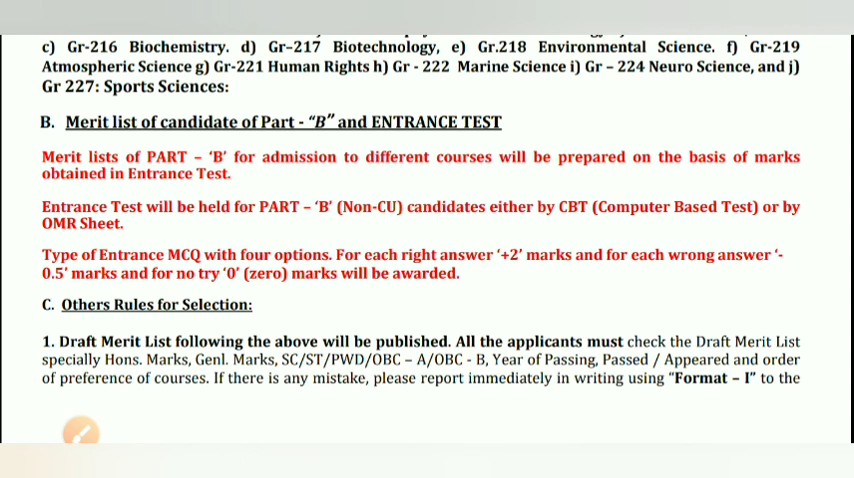 c) Gr-216 Biochemistry. d) Gr–217 Biotechnology, e) Gr.218 Environmental Science. f) Gr-219
Atmospheric Science g) Gr-221 Human Rights h) Gr - 222 Marine Science i) Gr – 224 Neuro Science, and j)
Gr 227: Sports Sciences:
B. Merit list of candidate of Part - “B” and ENTRANCE TEST
Merit lists of PART – ‘B’ for admission to different courses will be prepared on the basis of marks
obtained in Entrance Test.
Entrance Test will be held for PART – ‘B’ (Non-CU) candidates either by CBT (Computer Based Test) or by
OMR Sheet.
Type of Entrance MCQ with four options. For each right answer ‘+2’ marks and for each wrong answer ‘-
0.5’ marks and for no try ‘0’ (zero) marks will be awarded.
C. Others Rules for Selection:
1. Draft Merit List following the above will be published. All the applicants must check the Draft Merit List
specially Hons. Marks, Genl. Marks, SC/ST/PWD/OBC – A/OBC - B, Year of Passing, Passed / Appeared and order
of preference of courses. If there is any mistake, please report immediately in writing using “Format – I” to the